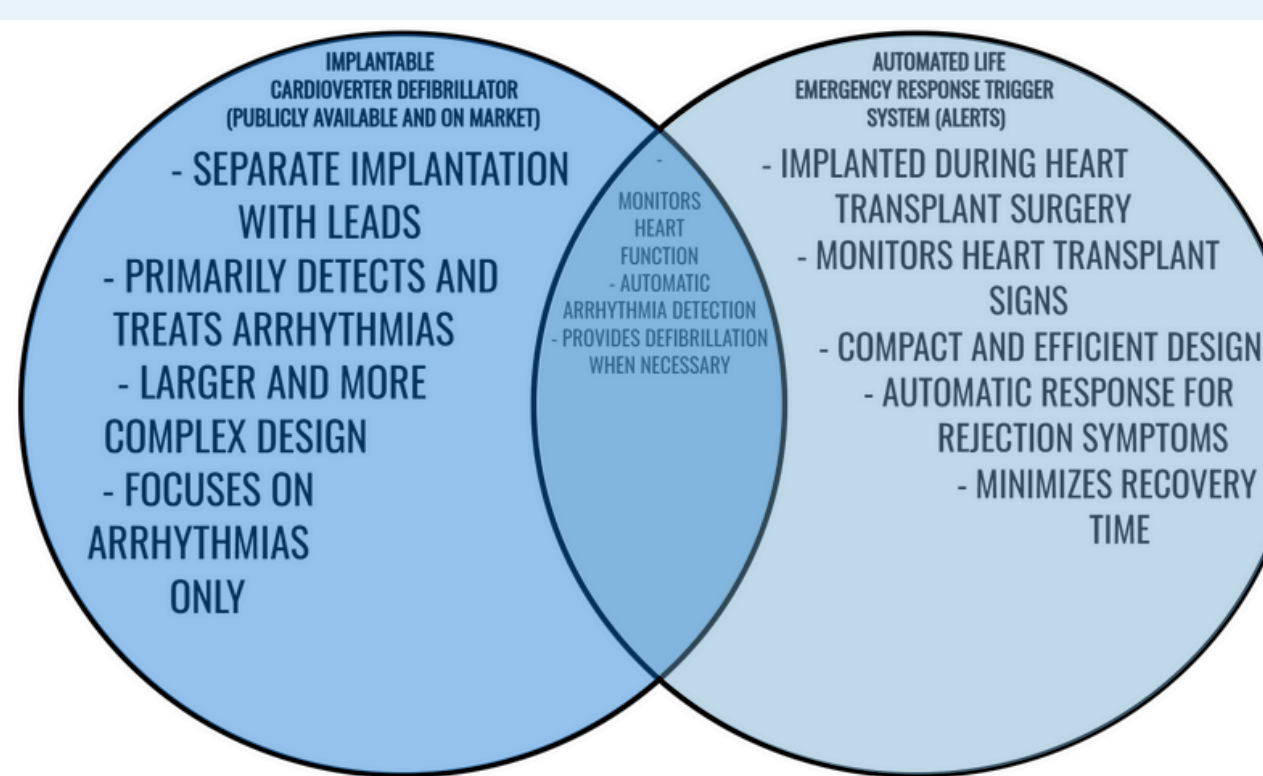 IMPLANTABLE
CARDIOVERTER DEFIBRILLATOR
(PUBLICLY AVAILABLE AND ON MARKET)
- SEPARATE IMPLANTATION
WITH LEADS
- PRIMARILY DETECTS AND
TREATS ARRHYTHMIAS
- LARGER AND MORE
COMPLEX DESIGN
- FOCUSES ON
ARRHYTHMIAS
ONLY
-
MONITORS
HEART
FUNCTION
- AUTOMATIC
ARRHYTHMIA DETECTION
- PROVIDES DEFIBRILLATION
WHEN NECESSARY
AUTOMATED LIFE
EMERGENCY RESPONSE TRIGGER
SYSTEM (ALERTS)
- IMPLANTED DURING HEART
TRANSPLANT SURGERY
- MONITORS HEART TRANSPLANT
SIGNS
- COMPACT AND EFFICIENT DESIGN
- AUTOMATIC RESPONSE FOR
REJECTION SYMPTOMS
- MINIMIZES RECOVERY
TIME